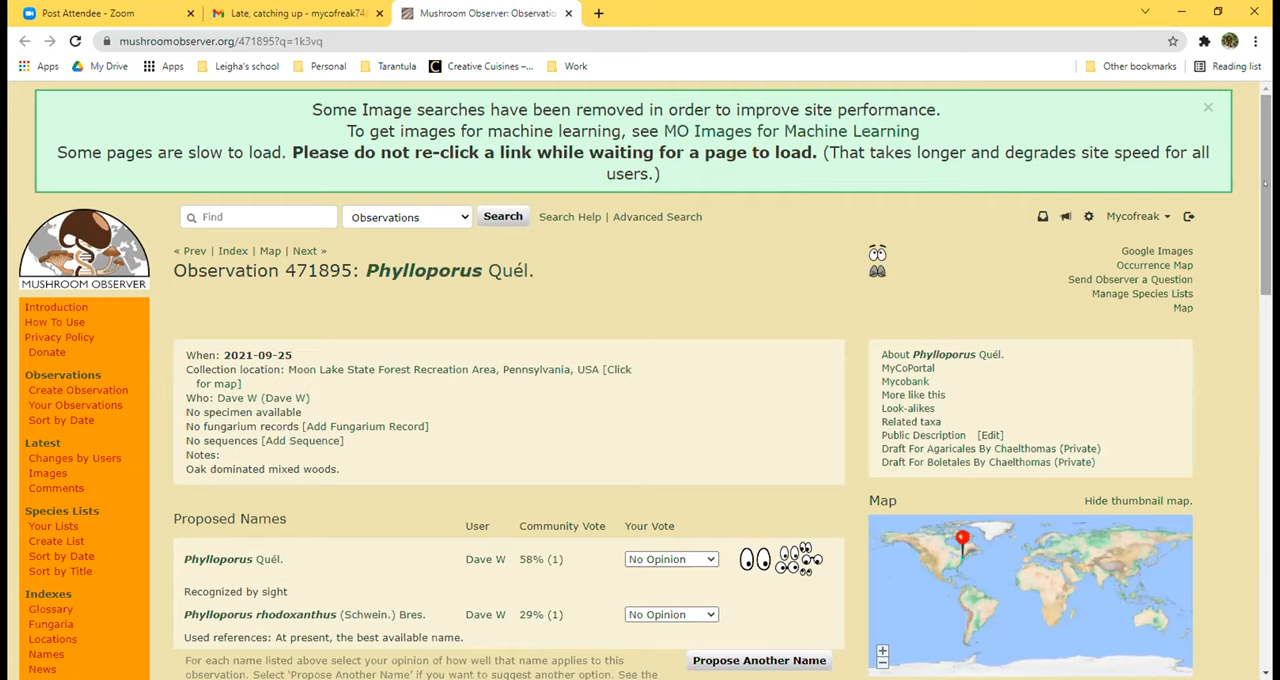 Post Attendee - Zoom
Late, catching up - mycofreak74
Mushroom Observer: Observatio
mushroomobserver.org/471895?q=1k3vq
Apps My Drive Apps Leigha's school Personal Tarantula Creative Cuisines –... Work Other bookmarks Reading list
Some Image searches have been removed in order to improve site performance.
To get images for machine learning, see MO Images for Machine Learning
Some pages are slow to load. Please do not re-click a link while waiting for a page to load. (That takes longer and degrades site speed for all
users.)
MUSHROOM OBSERVER
Find Observations Search Search Help | Advanced Search Mycofreak
« Prev | Index | Map | Next »
Observation 471895: Phylloporus Quél.
Google Images
Occurrence Map
Send Observer a Question
Manage Species Lists
Map
Introduction
How To Use
Privacy Policy
Donate
Observations
Create Observation
Your Observations
Sort by Date
Latest
Changes by Users
Images
Comments
Species Lists
Your Lists
Create List
Sort by Date
Sort by Title
Indexes
Glossary
Fungaria
Locations
Names
News
When: 2021-09-25
Collection location: Moon Lake State Forest Recreation Area, Pennsylvania, USA [Click
for map]
Who: Dave W (Dave W)
No specimen available
No fungarium records [Add Fungarium Record]
No sequences [Add Sequence]
Notes:
Oak dominated mixed woods.
About Phylloporus Quél.
MyCoPortal
Mycobank
More like this
Look-alikes
Related taxa
Public Description [Edit]
Draft For Agaricales By Chaelthomas (Private)
Draft For Boletales By Chaelthomas (Private)
Proposed Names User Community Vote Your Vote
Phylloporus Quél. Dave W 58% (1) No Opinion
Recognized by sight
Phylloporus rhodoxanthus (Schwein.) Bres. Dave W 29% (1) No Opinion
Used references: At present, the best available name.
For each name listed above select your opinion of how well that name applies to this
observation. Select 'Propose Another Name' if you want to suggest another option. See the
Propose Another Name
Map Hide thumbnail map.